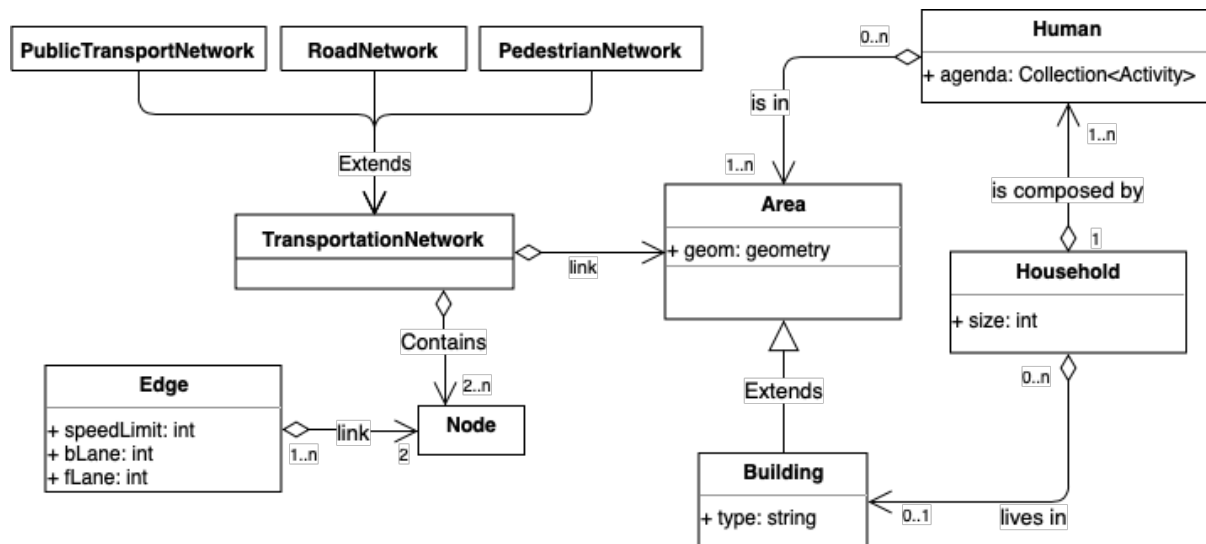 PublicTransportNetwork
RoadNetwork
PedestrianNetwork
Extends
TransportationNetwork
link
Contains
2..n
Edge
+ speedLimit: int
+ bLane: int
+ fLane: int
link
1..n
2
Node
Human
+ agenda: Collection<Activity>
0..n
is in
1..n
Area
+ geom: geometry
1..n
is composed by
1
Household
+ size: int
0..n
Extends
Building
+ type: string
0..1
lives in